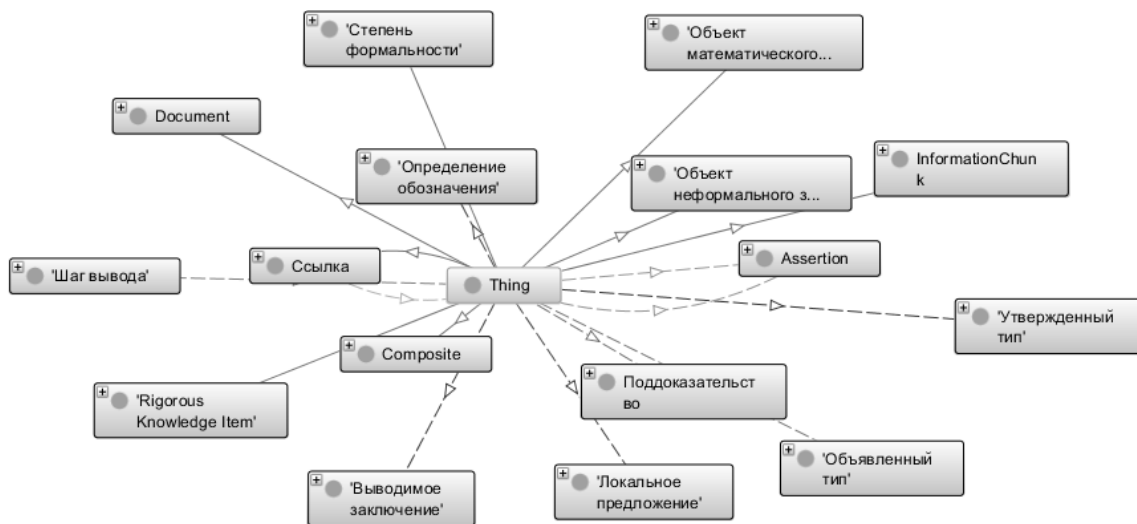 'Степень
формальности'
'Объект
математического...
Document
'Определение
обозначения'
'Объект
неформального з...
InformationChun
k
'Шаг вывода'
Ссылка
Thing
Assertion
'Утвержденный
тип'
Composite
'Rigorous
Knowledge Item'
Поддоказательст
во
'Выводимое
заключение'
'Локальное
предложение'
'Объявленный
тип'